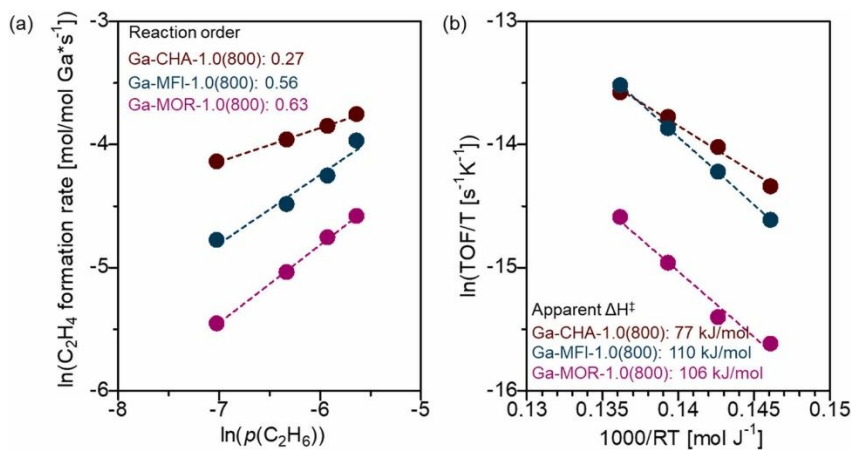 (a)
Reaction order
Ga-CHA-1.0(800): 0.27
Ga-MFI-1.0(800): 0.56
Ga-MOR-1.0(800): 0.63
ln(C₂H₄ formation rate [mol/mol Ga*s⁻¹)
-3
-4
-5
-6
-8
-7
-6
-5
ln(p(C₂H₆))
(b)
ln(TOF/T [s⁻¹K⁻¹)
-13
-14
-15
-16
Apparent ΔH‡
Ga-CHA-1.0(800): 77 kJ/mol
Ga-MFI-1.0(800): 110 kJ/mol
Ga-MOR-1.0(800): 106 kJ/mol
0.13
0.135
0.14
0.145
0.15
1000/RT [mol J⁻¹]